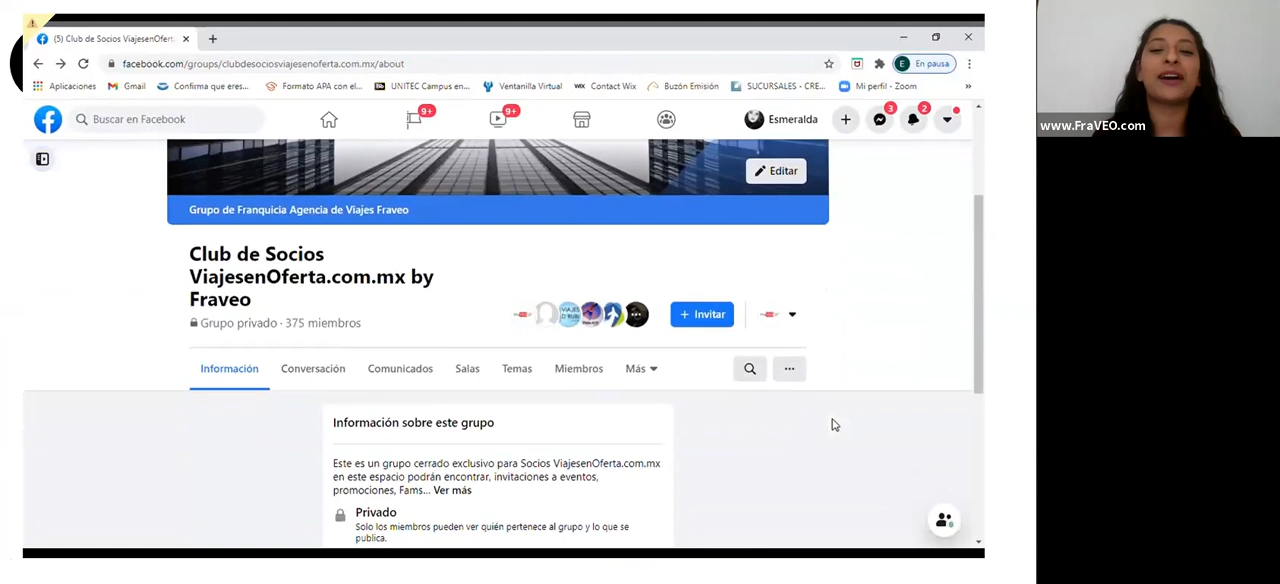 (5) Club de Socios ViajesenOfert
facebook.com/groups/clubdesociosviajesenoferta.com.mx/about
E En pausa
Aplicaciones Gmail Confirma que eres... Formato APA con el... UNITEC Campus en... Ventanilla Virtual WIX Contact Wix Buzón Emisión SUCURSALES - CRE... Mi perfil - Zoom »
Buscar en Facebook 9+ 9+ Esmeralda 3 2
Editar
Grupo de Franquicia Agencia de Viajes Fraveo
Club de Socios
ViajesenOferta.com.mx by
Fraveo
Grupo privado · 375 miembros
+ Invitar
Información Conversación Comunicados Salas Temas Miembros Más
Información sobre este grupo
Este es un grupo cerrado exclusivo para Socios ViajesenOferta.com.mx
en este espacio podrán encontrar, invitaciones a eventos,
promociones, Fams... Ver más
Privado
Solo los miembros pueden ver quién pertenece al grupo y lo que se
publica.
www.FraVEO.com